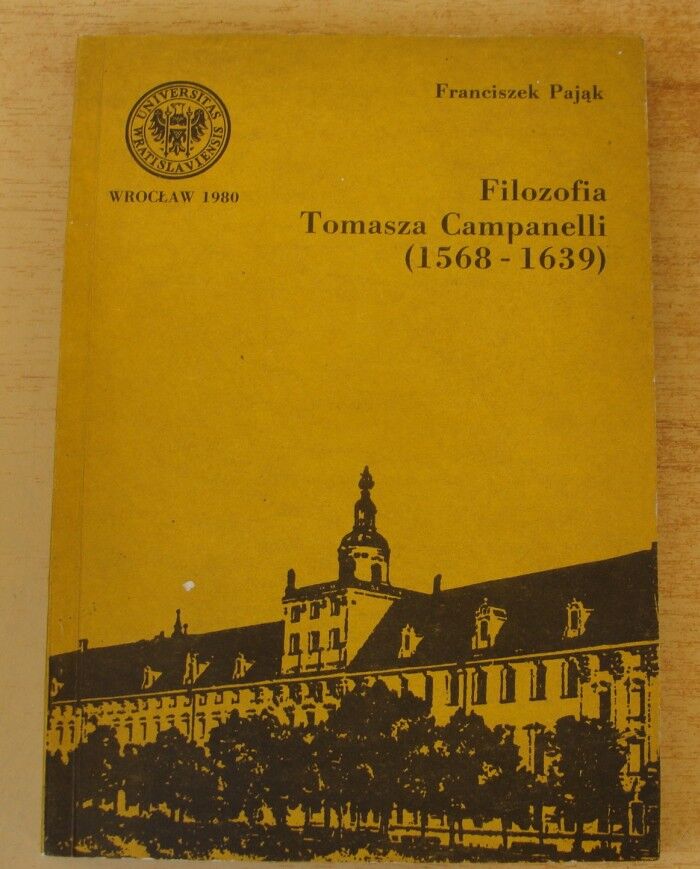 UNIVERSITAS
WRATISLAVIENSIS
WROCŁAW 1980
Franciszek Pająk
Filozofia
Tomasza Campanelli
(1568 - 1639)